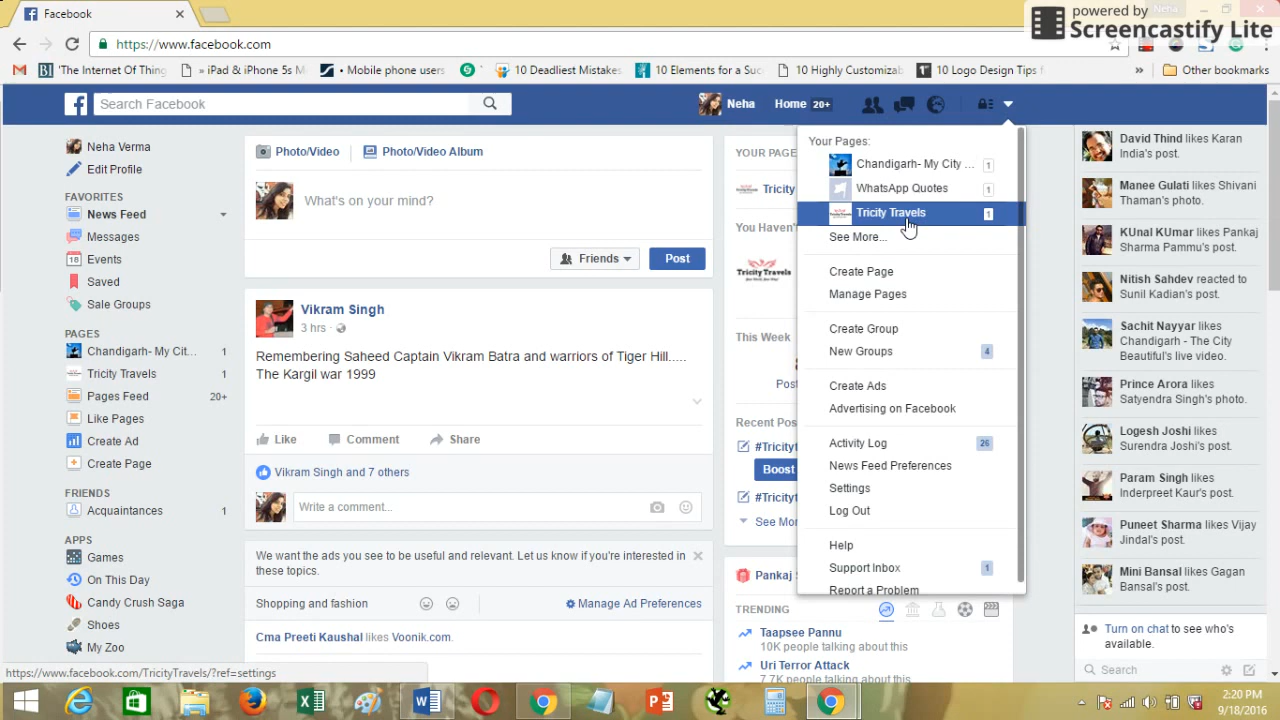 Facebook
Neha
powered by
Screencastify Lite
https://www.facebook.com
'The Internet Of Thing
» iPad & iPhone 5s M
• Mobile phone users
10 Deadliest Mistakes
10 Elements for a Suc
10 Highly Customizab
10 Logo Design Tips f
»
Other bookmarks
Search Facebook
Neha
Home 20+
Neha Verma
Edit Profile
FAVORITES
News Feed
Messages
18 Events
Saved
Sale Groups
PAGES
Chandigarh- My Cit... 1
Tricity Travels 1
Pages Feed 20+
Like Pages
Create Ad
Create Page
FRIENDS
Acquaintances 1
APPS
Games
On This Day
Candy Crush Saga
Shoes
My Zoo
Photo/Video
Photo/Video Album
What's on your mind?
Friends
Post
Vikram Singh
3 hrs ·
Remembering Saheed Captain Vikram Batra and warriors of Tiger Hill.....
The Kargil war 1999
Like
Comment
Share
Vikram Singh and 7 others
Write a comment...
We want the ads you see to be useful and relevant. Let us know if you're interested in
these topics.
Shopping and fashion
Manage Ad Preferences
Cma Preeti Kaushal likes Voonik.com.
YOUR PAG
Tricity
You Haven'
Tricity Travels
This Week
Post
Recent Pos
#Tricityt
Boost
#Tricityt
See Mor
Pankaj S
TRENDING
Taapsee Pannu
10K people talking about this
Uri Terror Attack
7.7K people talking about this
Your Pages:
Chandigarh- My City ... 1
WhatsApp Quotes 1
Tricity Travels 1
See More...
Create Page
Manage Pages
Create Group
New Groups 4
Create Ads
Advertising on Facebook
Activity Log 26
News Feed Preferences
Settings
Log Out
Help
Support Inbox 1
Report a Problem
David Thind likes Karan
India's post.
Manee Gulati likes Shivani
Thaman's photo.
KUnal KUmar likes Pankaj
Sharma Pammu's post.
Nitish Sahdev reacted to
Sunil Kadian's post.
Sachit Nayyar likes
Chandigarh - The City
Beautiful's live video.
Prince Arora likes
Satyendra Singh's photo.
Logesh Joshi likes
Surendra Joshi's post.
Param Singh likes
Inderpreet Kaur's post.
Puneet Sharma likes Vijay
Jindal's photo.
Mini Bansal likes Gagan
Bansal's post.
Turn on chat to see who's
available.
Search
https://www.facebook.com/TricityTravels/?ref=settings
2:20 PM
9/18/2016